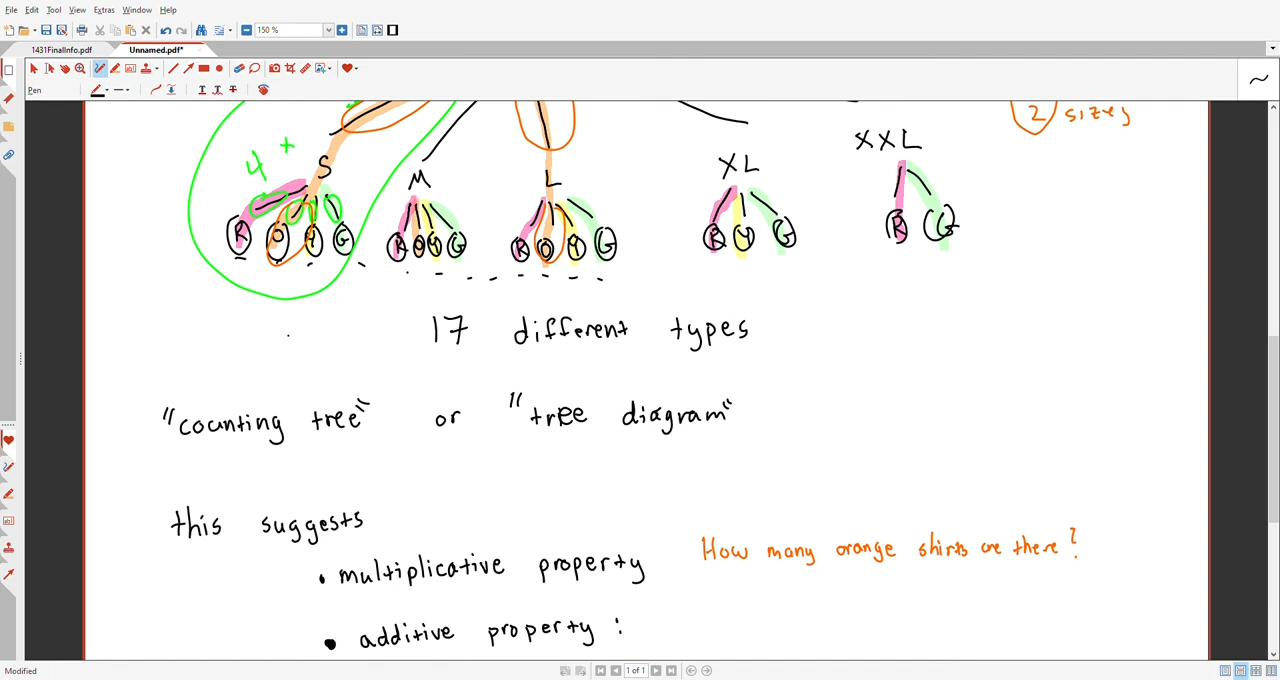 File Edit Tool View Extras Window Help
150 %
1431FinalInfo.pdf Unnamed.pdf*
Pen
2 sizes
4 +
S M L XL XXL
R O Y G R O Y G R O Y G R Y G R G
17 different types
"counting tree" or "tree diagram"
this suggests
How many orange shirts are there?
• multiplicative property
• additive property :
1 of 1
Modified